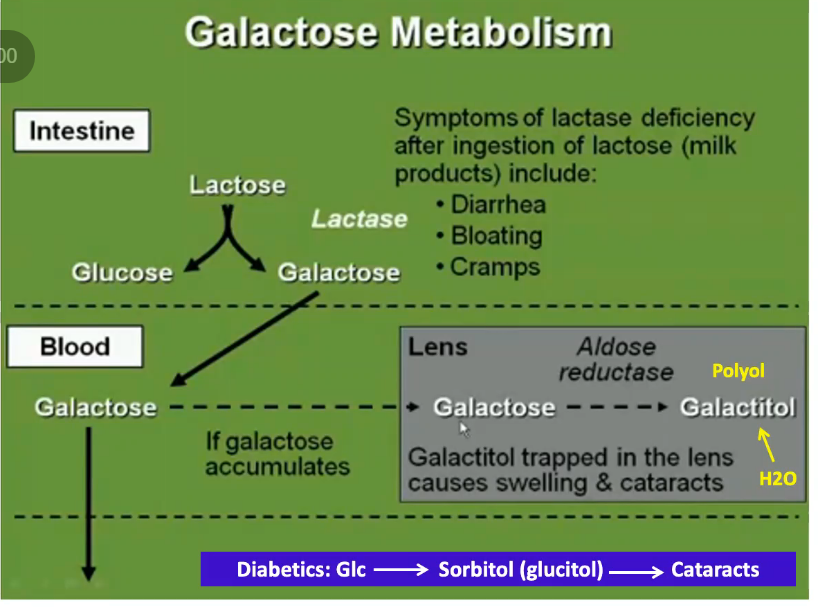 Galactose Metabolism
00
Intestine
Symptoms of lactase deficiency
after ingestion of lactose (milk
products) include:
• Diarrhea
• Bloating
• Cramps
Lactose
Lactase
Glucose
Galactose
Blood
Galactose
If galactose
accumulates
Lens
Aldose
reductase
Polyol
Galactose
Galactitol
Galactitol trapped in the lens
causes swelling & cataracts
H2O
Diabetics: Glc → Sorbitol (glucitol) → Cataracts